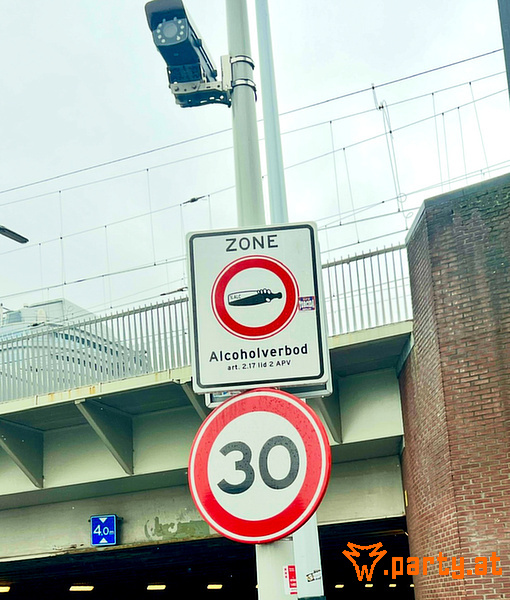 ZONE
Alcoholverbod
art. 2.17 lid 2 APV
30
4.0m
w.party.at